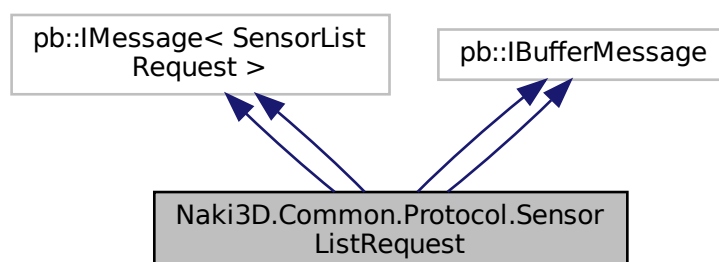 pb::IMessage< SensorList
Request >
pb::IBufferMessage
Naki3D.Common.Protocol.Sensor
ListRequest